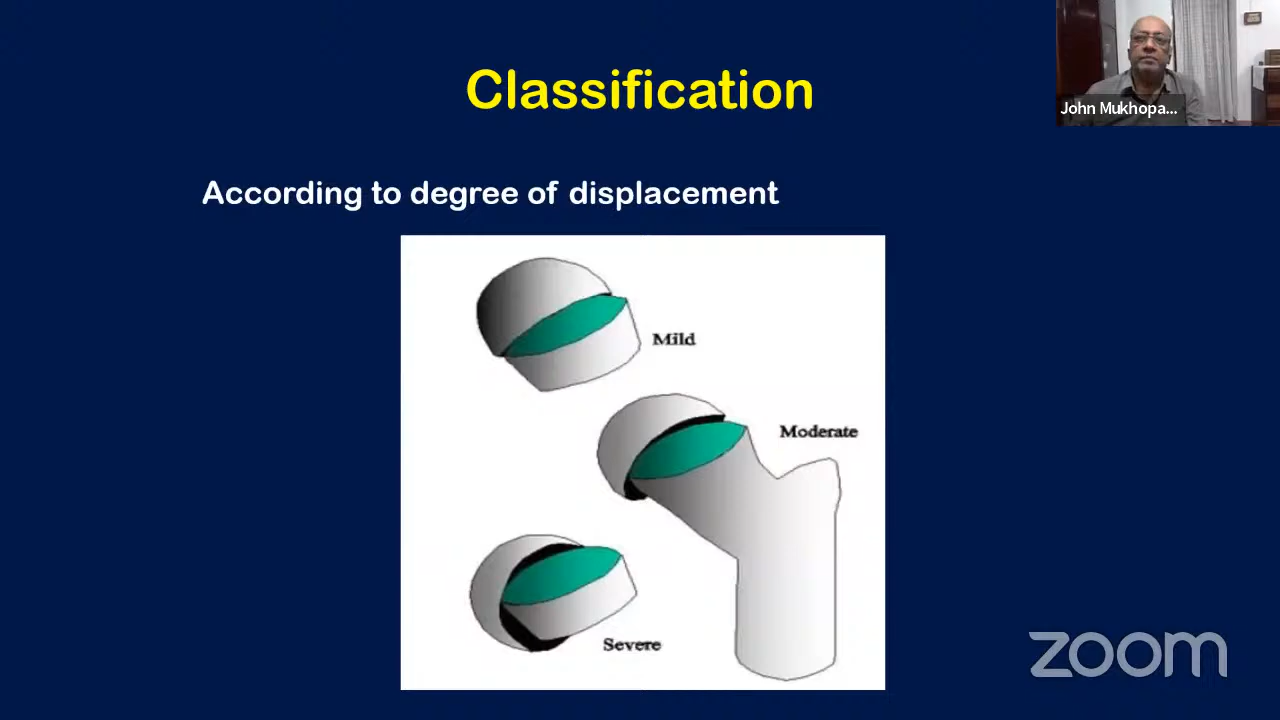 Classification
John Mukhopa...
According to degree of displacement
Mild
Moderate
Severe
zoom